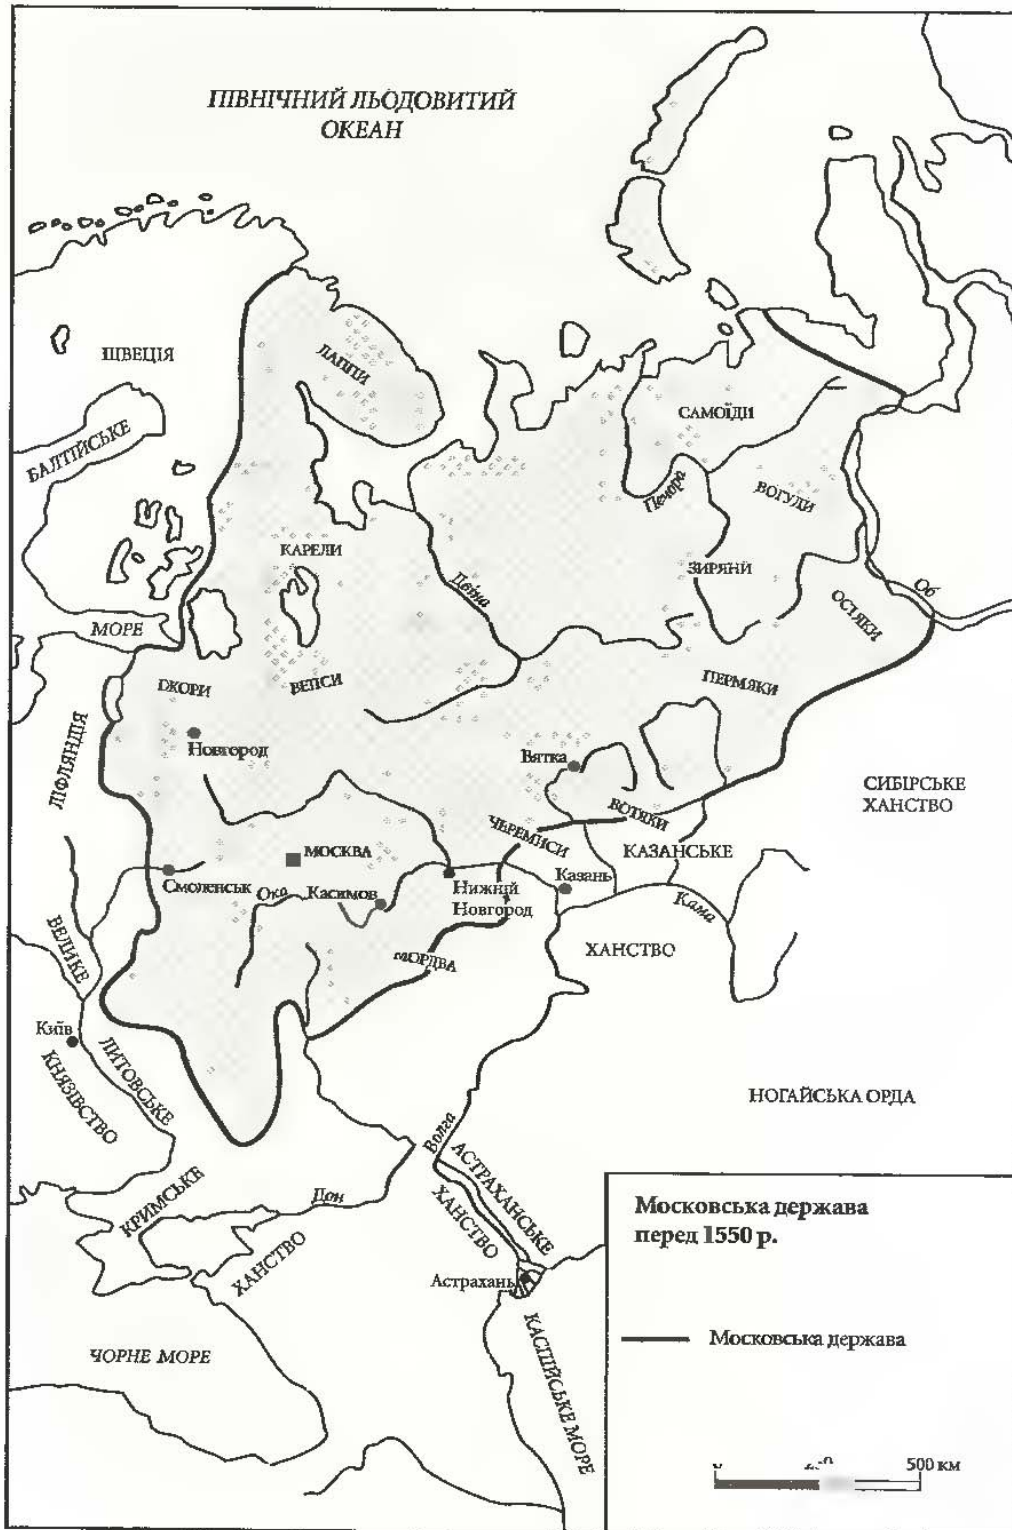 ПІВНІЧНИЙ ЛЬОДОВИТИЙ
ОКЕАН
ШВЕЦІЯ
ЛАППИ
САМОЇДИ
БАЛТІЙСЬКЕ
Печора
ВОГУЛИ
КАРЕЛИ
Двіна
ЗИРЯНИ
Об
ОСТЯКИ
МОРЕ
ІЖОРИ
ВЕПСИ
ПЕРМЯКИ
Новгород
ЛІФЛЯНДІЯ
Вятка
СИБІРСЬКЕ
ХАНСТВО
ВОТЯКИ
ЧЕРЕМИСИ
КАЗАНСЬКЕ
МОСКВА
Смоленськ
Ока
Касимов
Нижній
Новгород
Казань
Кама
ХАНСТВО
ВЕЛИКЕ
МОРДВА
Київ
ЛИТОВСЬКЕ
КНЯЗІВСТВО
НОГАЙСЬКА ОРДА
Волга
АСТРАХАНСЬКЕ
ХАНСТВО
КРИМСЬКЕ
Дон
ХАНСТВО
Астрахань
Московська держава
перед 1550 р.
Московська держава
ЧОРНЕ МОРЕ
КАСПІЙСЬКЕ МОРЕ
500 км